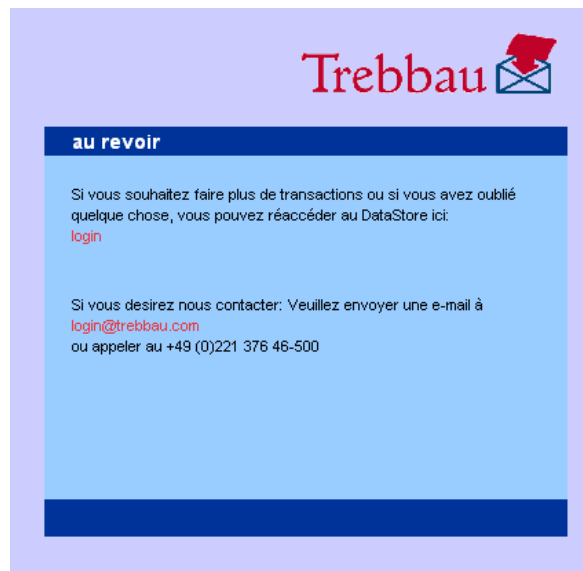 Trebbau
au revoir
Si vous souhaitez faire plus de transactions ou si vous avez oublié
quelque chose, vous pouvez réaccéder au DataStore ici:
login
Si vous desirez nous contacter: Veuillez envoyer une e-mail à
login@trebbau.com
ou appeler au +49 (0)221 376 46-500